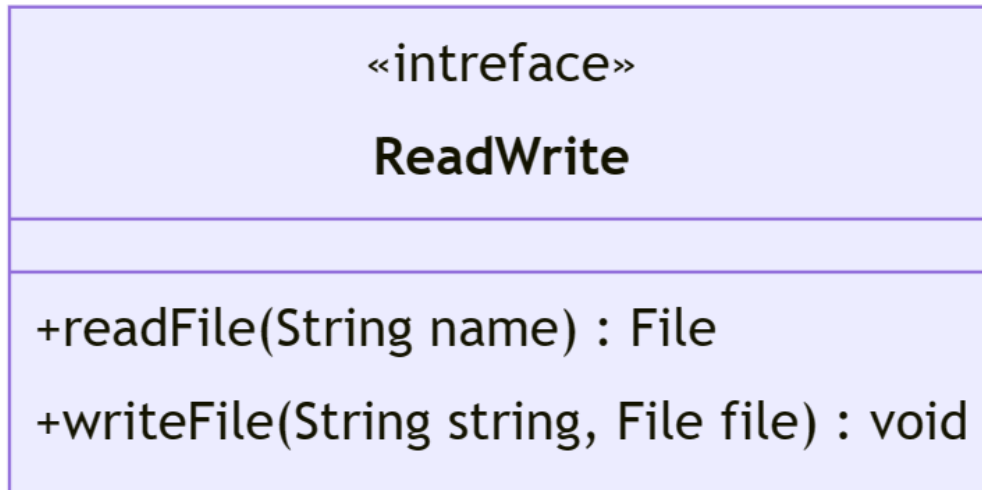 «intreface»
ReadWrite
+readFile(String name) : File
+writeFile(String string, File file) : void